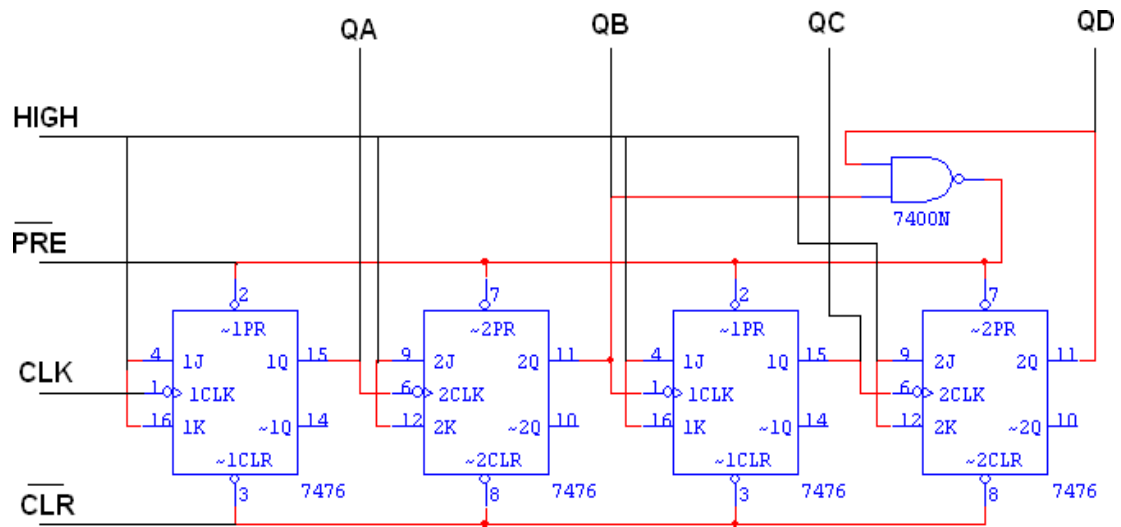 QA QB QC QD
HIGH
7400N
PRE
2 7 2 7
~1PR ~2PR ~1PR ~2PR
4 1J 1Q 15 9 2J 2Q 11 4 1J 1Q 15 9 2J 2Q 11
CLK 1 1CLK 6 2CLK 1 1CLK 6 2CLK
16 1K ~1Q 14 12 2K ~2Q 10 16 1K ~1Q 14 12 2K ~2Q 10
~1CLR ~2CLR ~1CLR ~2CLR
3 7476 8 7476 3 7476 8 7476
CLR